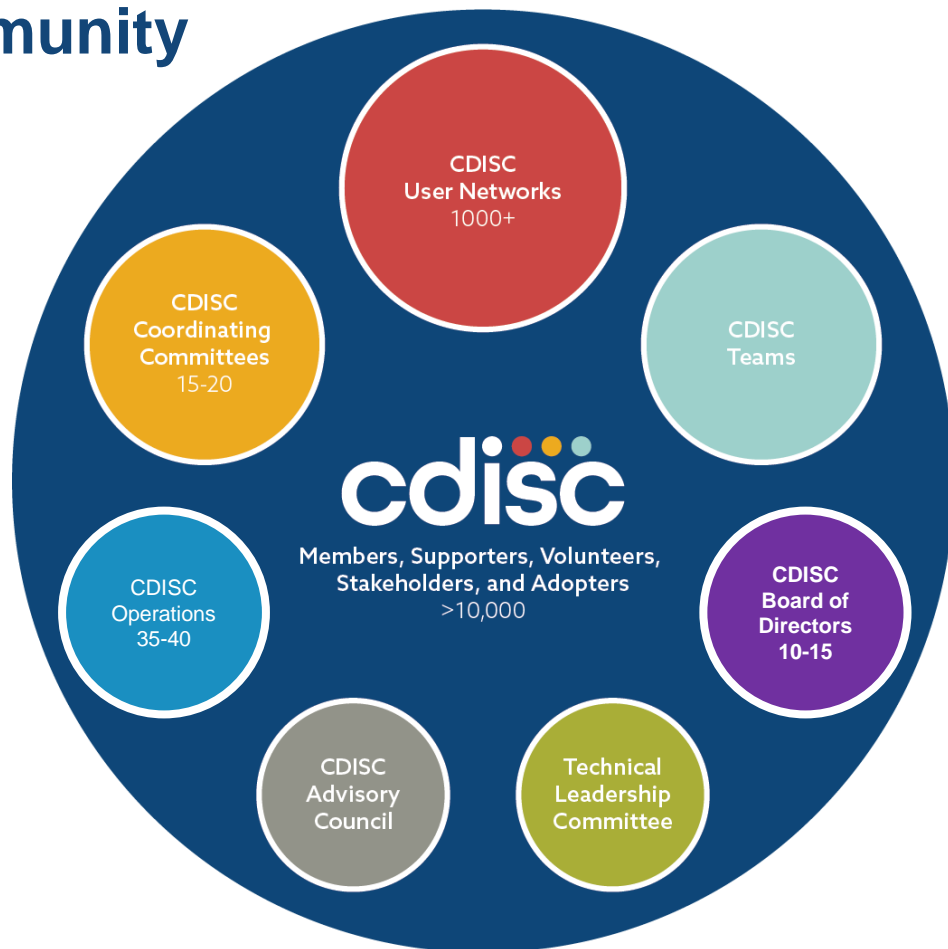 munity
CDISC
User Networks
1000+
CDISC
Coordinating
Committees
15-20
CDISC
Teams
cdisc
Members, Supporters, Volunteers,
Stakeholders, and Adopters
>10,000
CDISC
Operations
35-40
CDISC
Board of
Directors
10-15
CDISC
Advisory
Council
Technical
Leadership
Committee